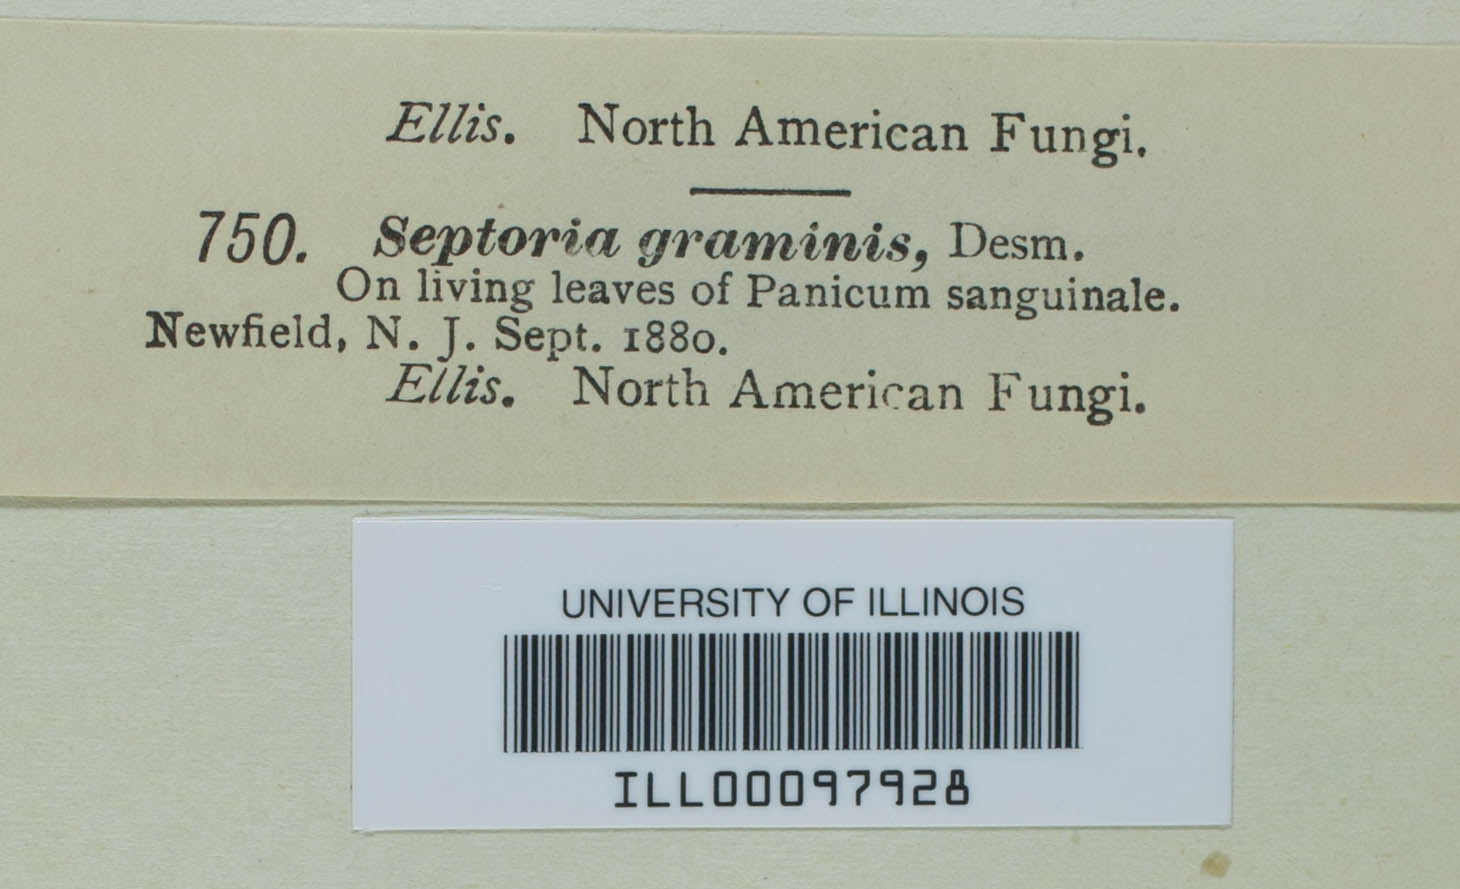 Ellis. North American Fungi.
750. Septoria graminis, Desm.
On living leaves of Panicum sanguinale.
Newfield, N. J. Sept. 1880.
Ellis. North American Fungi.
UNIVERSITY OF ILLINOIS
ILL00097928